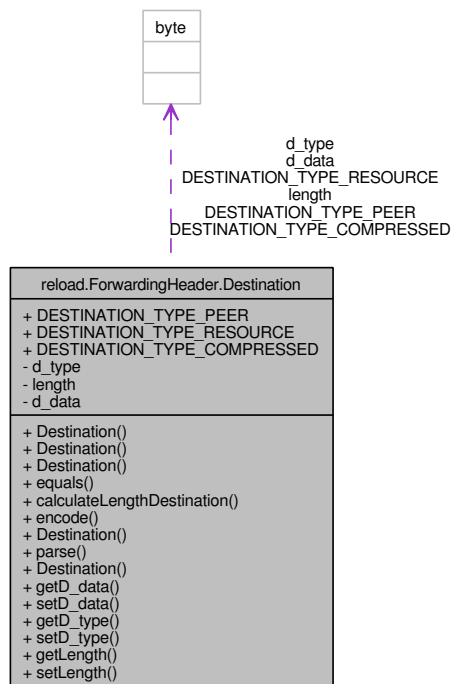 byte
d_type
d_data
DESTINATION_TYPE_RESOURCE
length
DESTINATION_TYPE_PEER
DESTINATION_TYPE_COMPRESSED
reload.ForwardingHeader.Destination
+ DESTINATION_TYPE_PEER
+ DESTINATION_TYPE_RESOURCE
+ DESTINATION_TYPE_COMPRESSED
- d_type
- length
- d_data
+ Destination()
+ Destination()
+ Destination()
+ equals()
+ calculateLengthDestination()
+ encode()
+ Destination()
+ parse()
+ Destination()
+ getD_data()
+ setD_data()
+ getD_type()
+ setD_type()
+ getLength()
+ setLength()